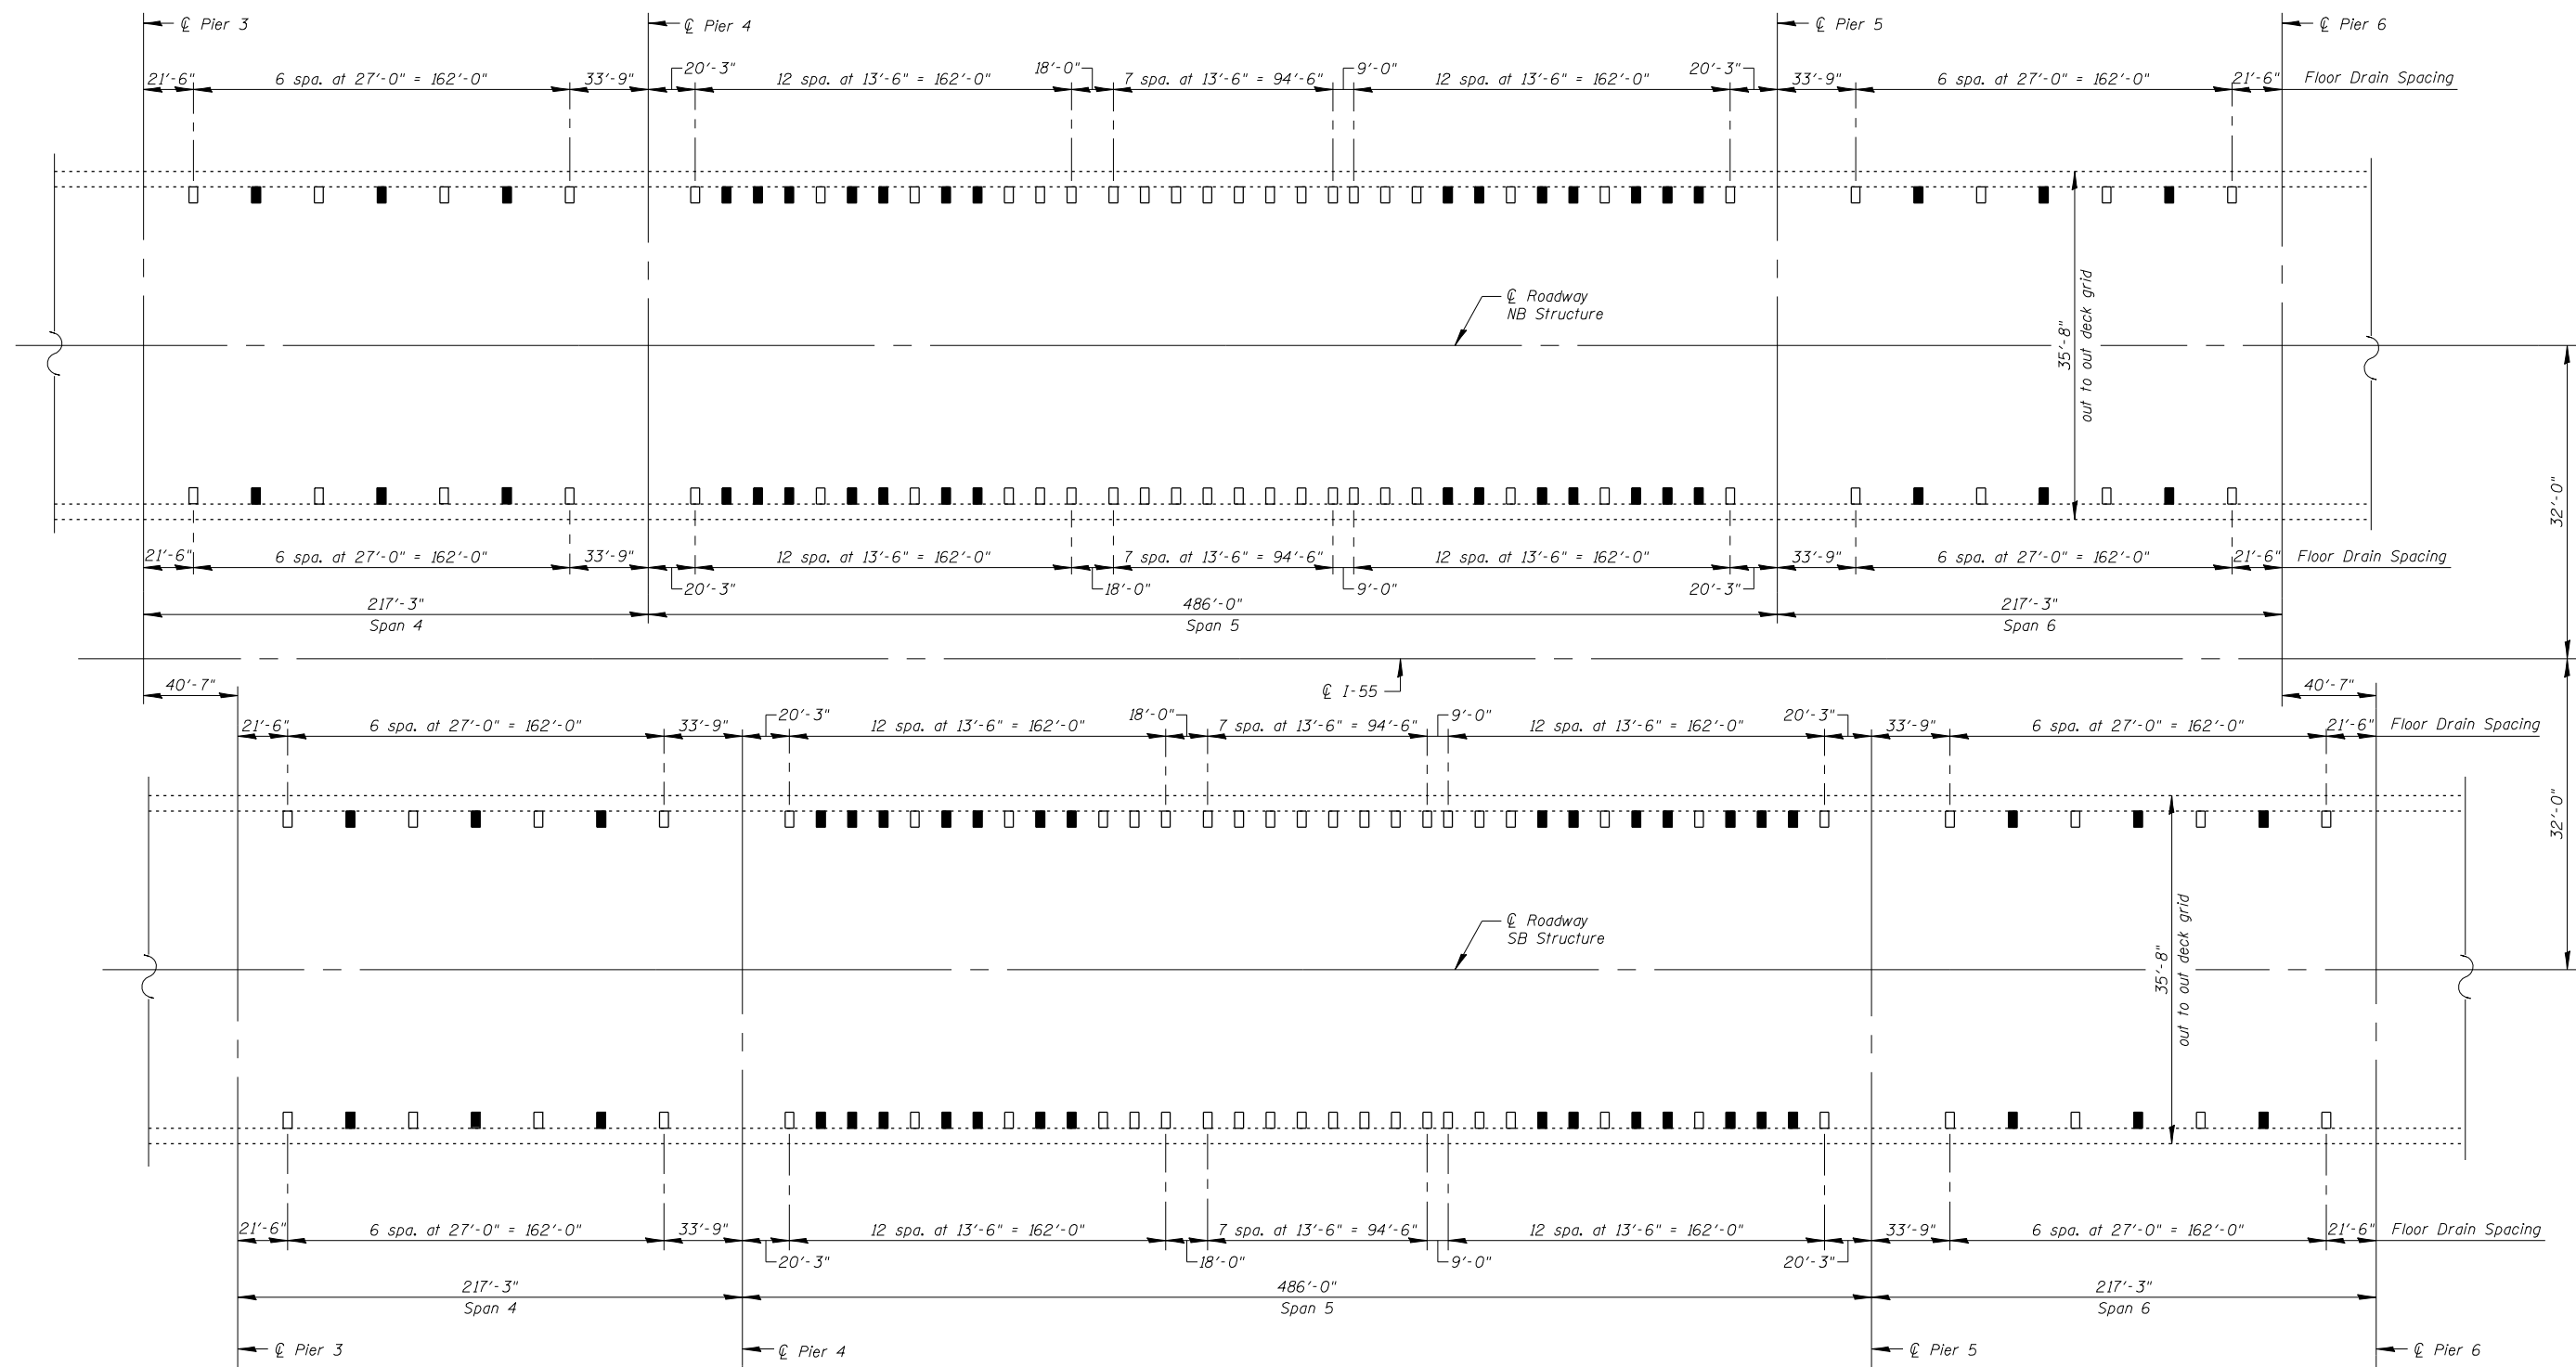 ℄ Pier 3
℄ Pier 4
℄ Pier 5
℄ Pier 6
21'-6"
6 spa. at 27'-0" = 162'-0"
33'-9"
20'-3"
12 spa. at 13'-6" = 162'-0"
18'-0"
7 spa. at 13'-6" = 94'-6"
9'-0"
12 spa. at 13'-6" = 162'-0"
20'-3"
33'-9"
6 spa. at 27'-0" = 162'-0"
21'-6"
Floor Drain Spacing
℄ Roadway
NB Structure
35'-8"
out to out deck grid
32'-0"
21'-6"
6 spa. at 27'-0" = 162'-0"
33'-9"
20'-3"
12 spa. at 13'-6" = 162'-0"
18'-0"
7 spa. at 13'-6" = 94'-6"
9'-0"
12 spa. at 13'-6" = 162'-0"
20'-3"
33'-9"
6 spa. at 27'-0" = 162'-0"
21'-6"
Floor Drain Spacing
217'-3"
Span 4
486'-0"
Span 5
217'-3"
Span 6
40'-7"
℄ I-55
40'-7"
21'-6"
6 spa. at 27'-0" = 162'-0"
33'-9"
20'-3"
12 spa. at 13'-6" = 162'-0"
18'-0"
7 spa. at 13'-6" = 94'-6"
9'-0"
12 spa. at 13'-6" = 162'-0"
20'-3"
33'-9"
6 spa. at 27'-0" = 162'-0"
21'-6"
Floor Drain Spacing
32'-0"
℄ Roadway
SB Structure
35'-8"
out to out deck grid
21'-6"
6 spa. at 27'-0" = 162'-0"
33'-9"
20'-3"
12 spa. at 13'-6" = 162'-0"
18'-0"
7 spa. at 13'-6" = 94'-6"
9'-0"
12 spa. at 13'-6" = 162'-0"
20'-3"
33'-9"
6 spa. at 27'-0" = 162'-0"
21'-6"
Floor Drain Spacing
217'-3"
Span 4
486'-0"
Span 5
217'-3"
Span 6
℄ Pier 3
℄ Pier 4
℄ Pier 5
℄ Pier 6